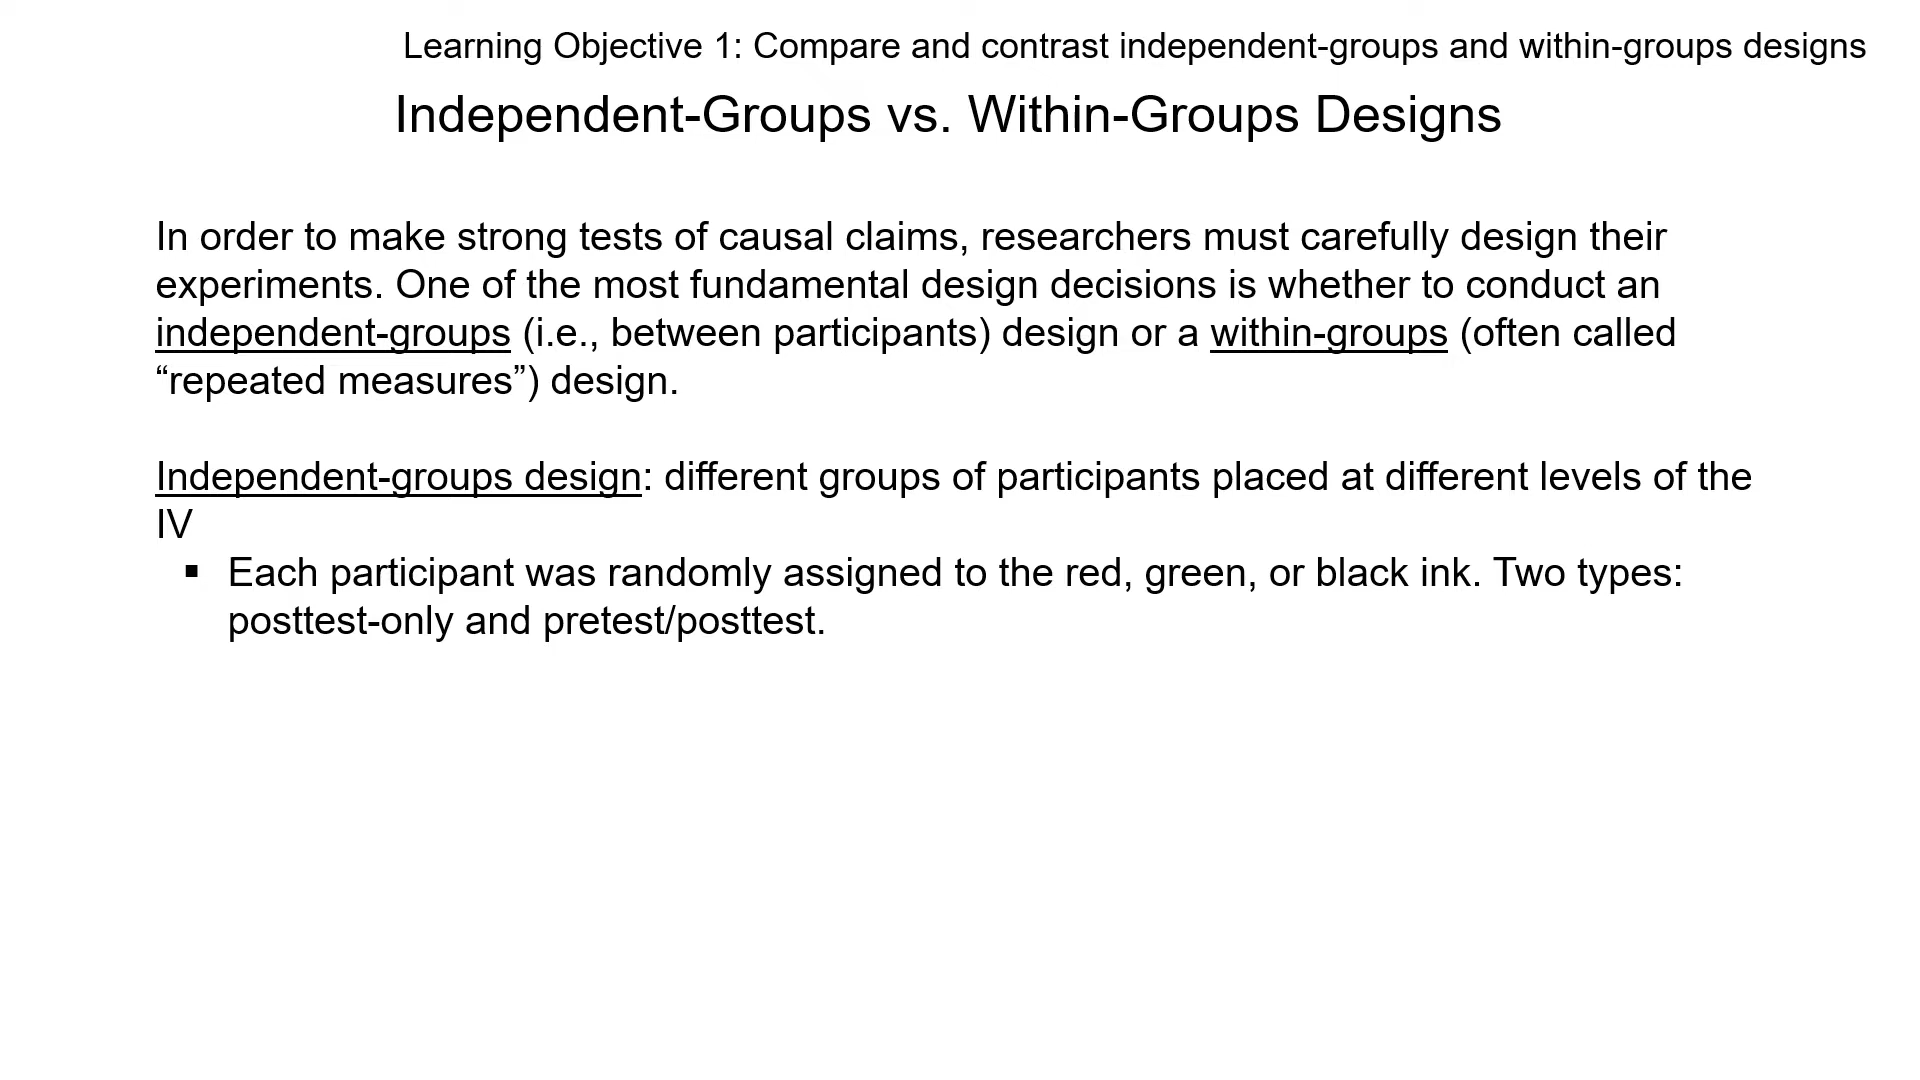 Learning Objective 1: Compare and contrast independent-groups and within-groups designs
Independent-Groups vs. Within-Groups Designs
In order to make strong tests of causal claims, researchers must carefully design their
experiments. One of the most fundamental design decisions is whether to conduct an
independent-groups (i.e., between participants) design or a within-groups (often called
“repeated measures”) design.
Independent-groups design: different groups of participants placed at different levels of the
IV
▪ Each participant was randomly assigned to the red, green, or black ink. Two types:
posttest-only and pretest/posttest.